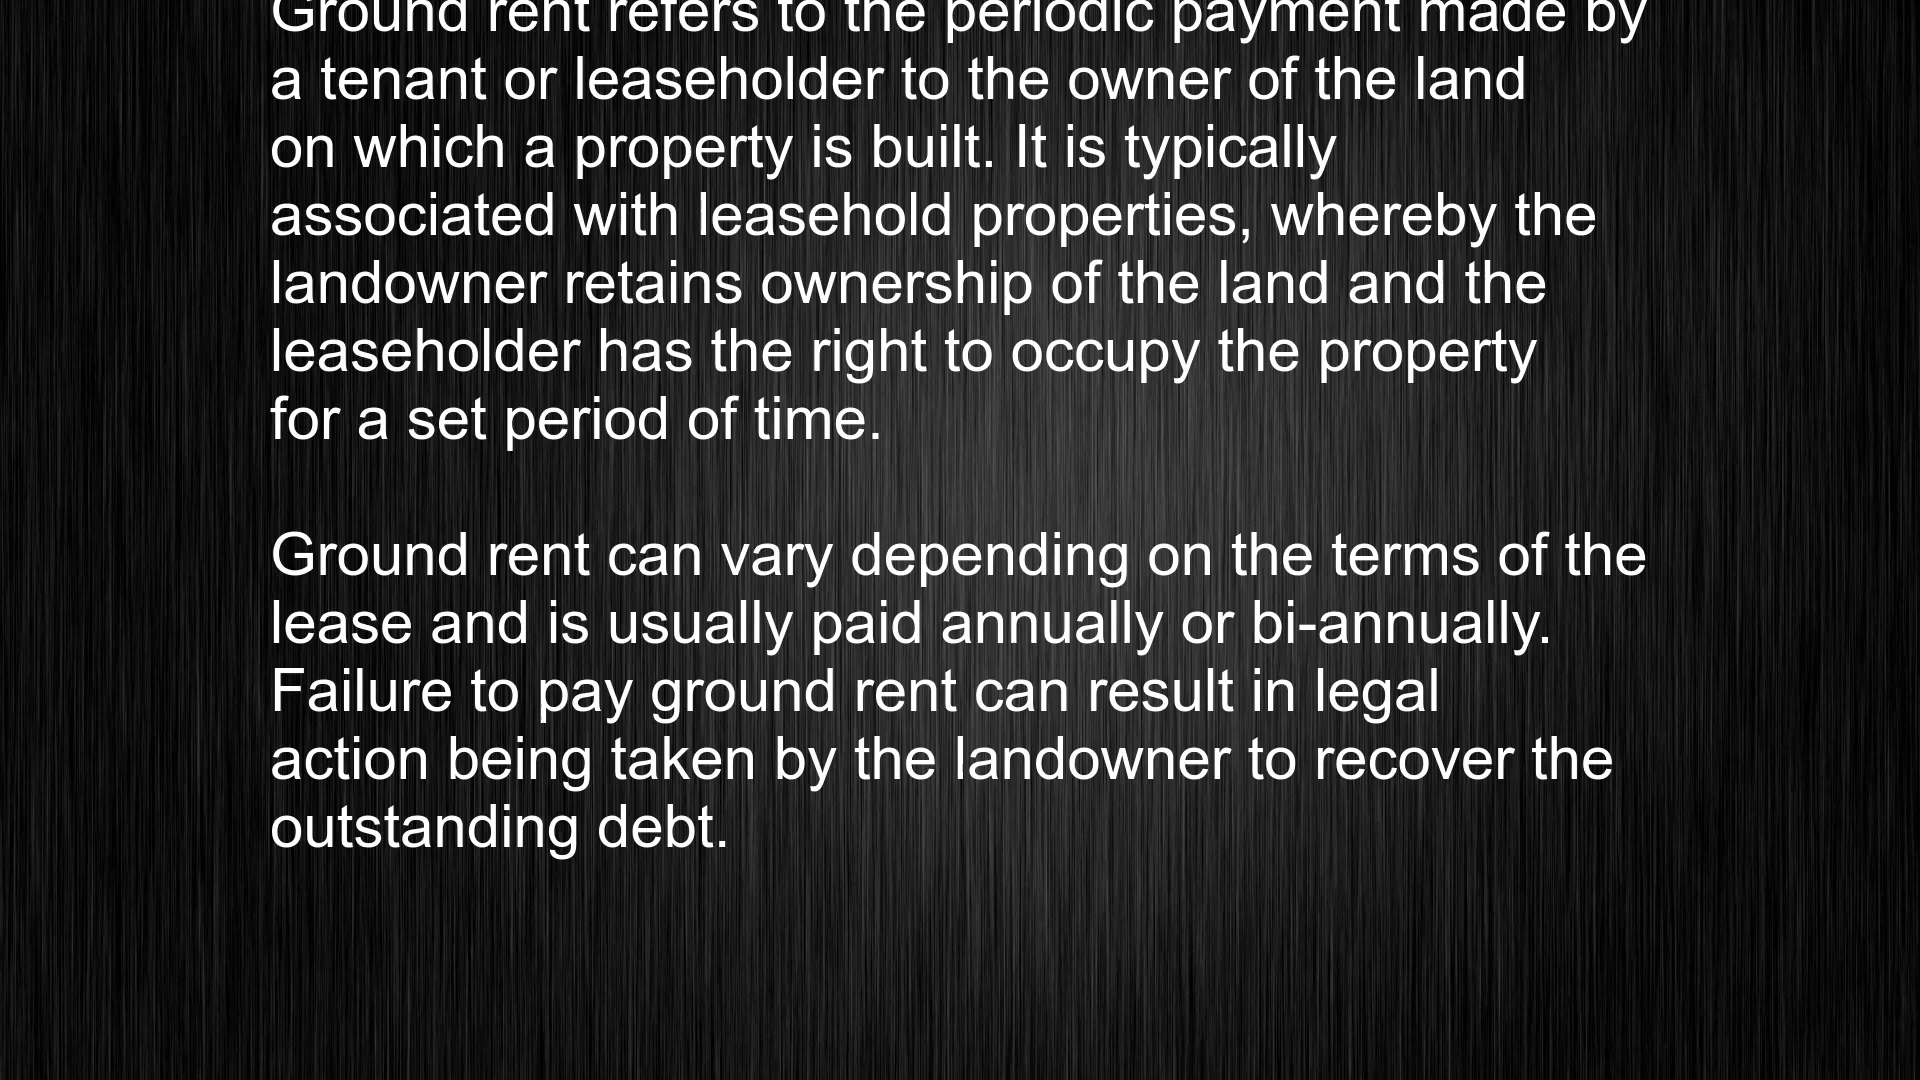 Ground rent refers to the periodic payment made by
a tenant or leaseholder to the owner of the land
on which a property is built. It is typically
associated with leasehold properties, whereby the
landowner retains ownership of the land and the
leaseholder has the right to occupy the property
for a set period of time.
Ground rent can vary depending on the terms of the
lease and is usually paid annually or bi-annually.
Failure to pay ground rent can result in legal
action being taken by the landowner to recover the
outstanding debt.